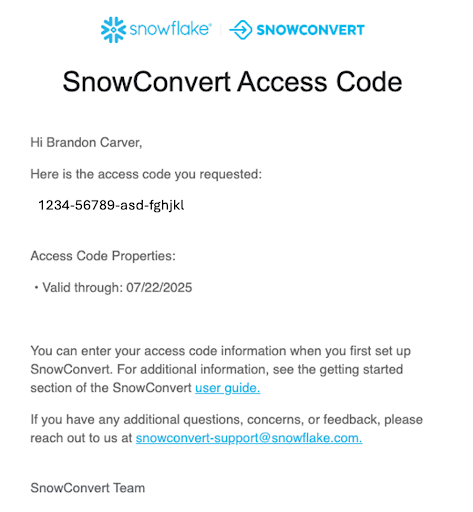 snowflake® SNOWCONVERT
SnowConvert Access Code
Hi Brandon Carver,
Here is the access code you requested:
1234-56789-asd-fghjkl
Access Code Properties:
• Valid through: 07/22/2025
You can enter your access code information when you first set up
SnowConvert. For additional information, see the getting started
section of the SnowConvert user guide.
If you have any additional questions, concerns, or feedback, please
reach out to us at snowconvert-support@snowflake.com.
SnowConvert Team